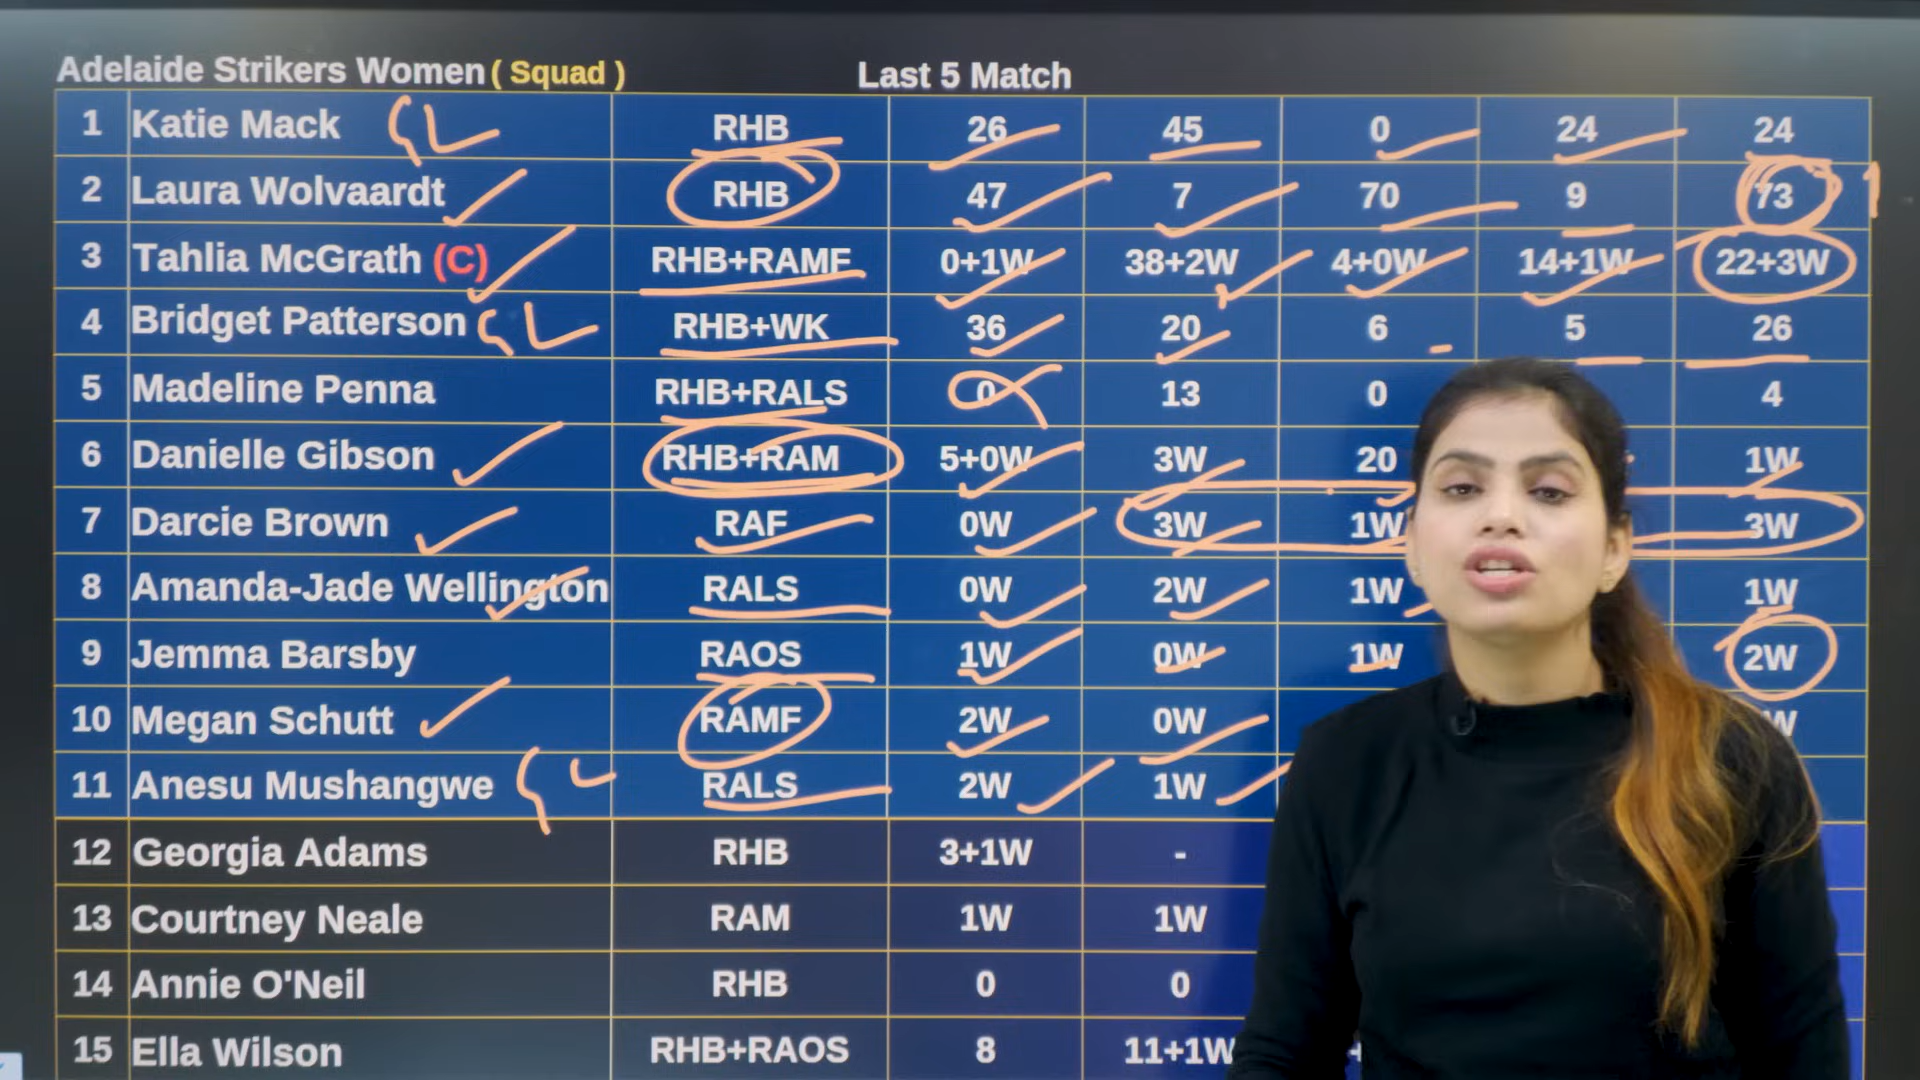 Adelaide Strikers Women ( Squad ) Last 5 Match
1 Katie Mack GL RHB 26 45 0 24 24
2 Laura Wolvaardt RHB 47 7 70 9 73 1
3 Tahlia McGrath (C) RHB+RAMF 0+1W 38+2W 4+0W 14+1W 22+3W
4 Bridget Patterson GL RHB+WK 36 20 6 5 26
5 Madeline Penna RHB+RALS 0 13 0 4
6 Danielle Gibson RHB+RAM 5+0W 3W 20 1W
7 Darcie Brown RAF 0W 3W 1W 3W
8 Amanda-Jade Wellington RALS 0W 2W 1W 1W
9 Jemma Barsby RAOS 1W 0W 1W 2W
10 Megan Schutt RAMF 2W 0W W
11 Anesu Mushangwe GL RALS 2W 1W
12 Georgia Adams RHB 3+1W -
13 Courtney Neale RAM 1W 1W
14 Annie O'Neil RHB 0 0
15 Ella Wilson RHB+RAOS 8 11+1W +